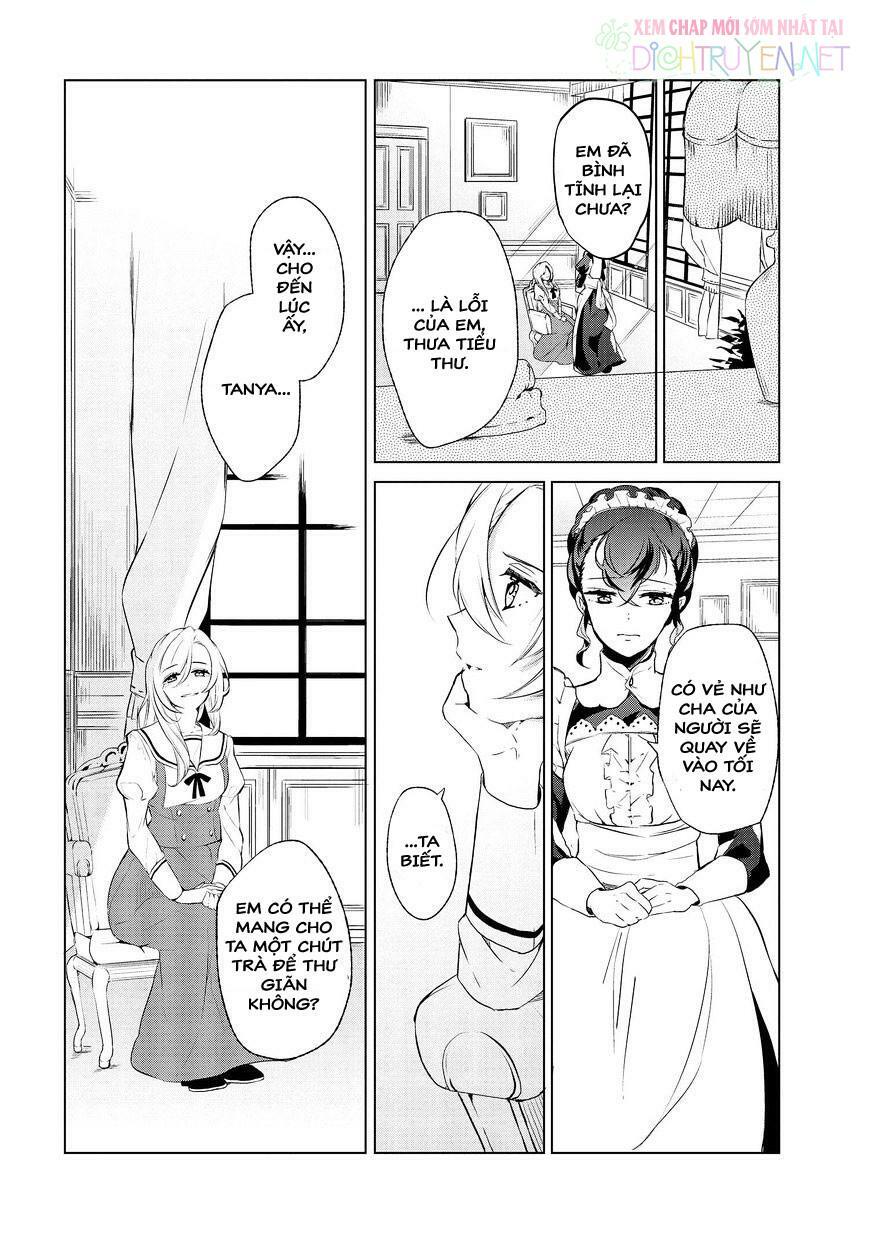 XEM CHAP MỚI SỚM NHẤT TẠI
DICHTRUYEN.NET
EM ĐÃ
BÌNH
TĨNH LẠI
CHƯA?
... LÀ LỖI
CỦA EM,
THƯA TIỂU
THƯ.
CÓ VẺ NHƯ
CHA CỦA
NGƯỜI SẼ
QUAY VỀ
VÀO TỐI
NAY.
...TA
BIẾT.
VẬY...
CHO
ĐẾN
LÚC
ẤY,
TANYA...
EM CÓ THỂ
MANG CHO
TA MỘT CHÚT
TRÀ ĐỂ THƯ
GIÃN
KHÔNG?